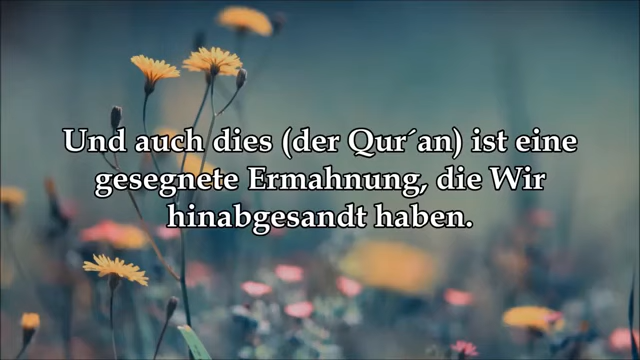 Und auch dies (der Qur´an) ist eine
gesegnete Ermahnung, die Wir
hinabgesandt haben.